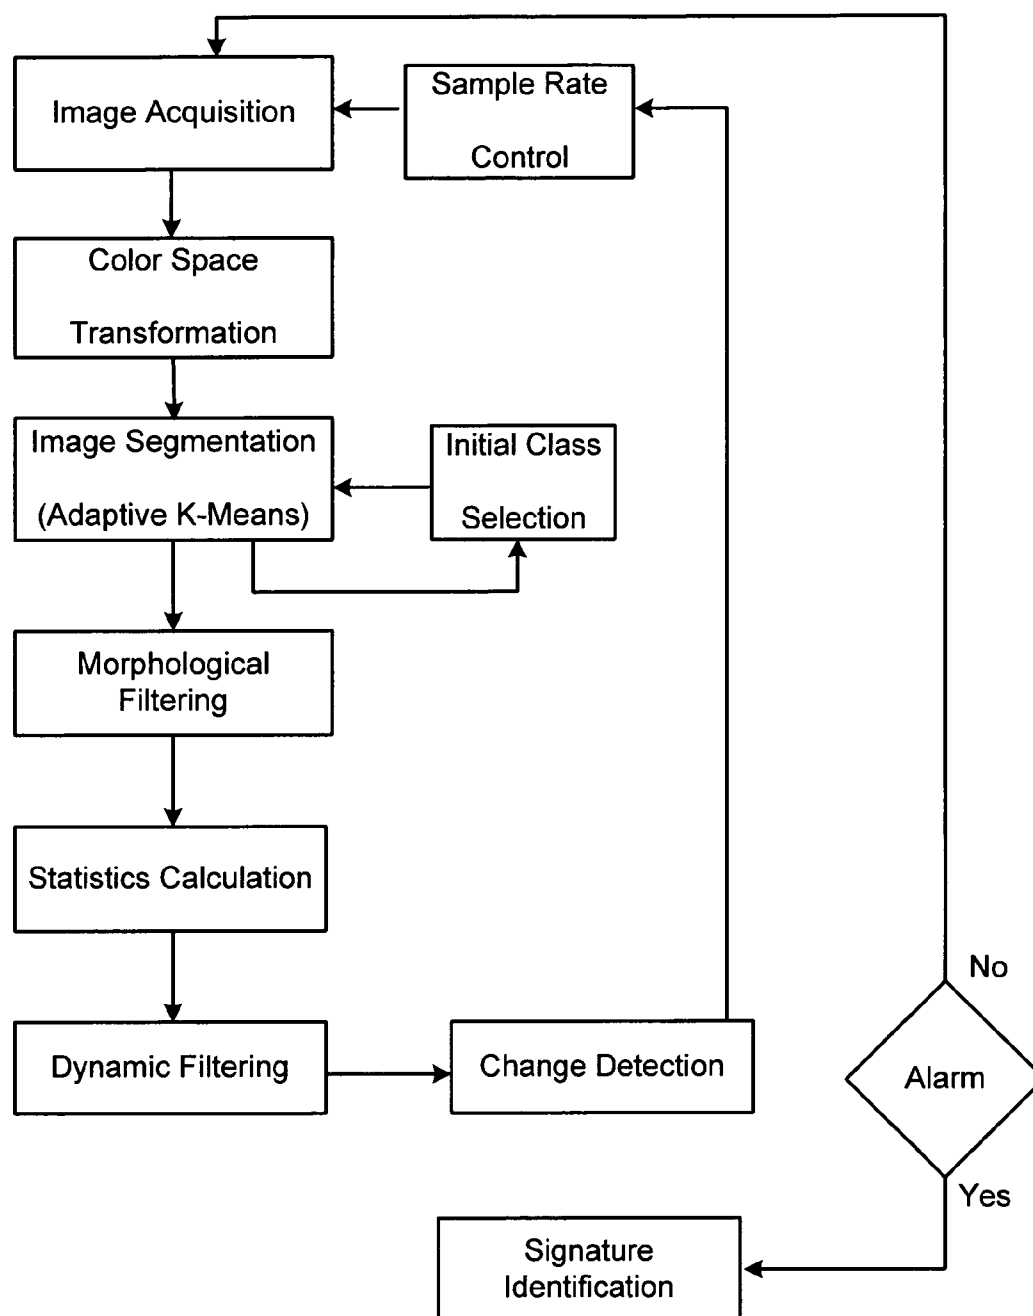 Image Acquisition
Sample Rate
Control
Color Space
Transformation
Image Segmentation
(Adaptive K-Means)
Initial Class
Selection
Morphological
Filtering
Statistics Calculation
Dynamic Filtering
Change Detection
No
Alarm
Yes
Signature
Identification